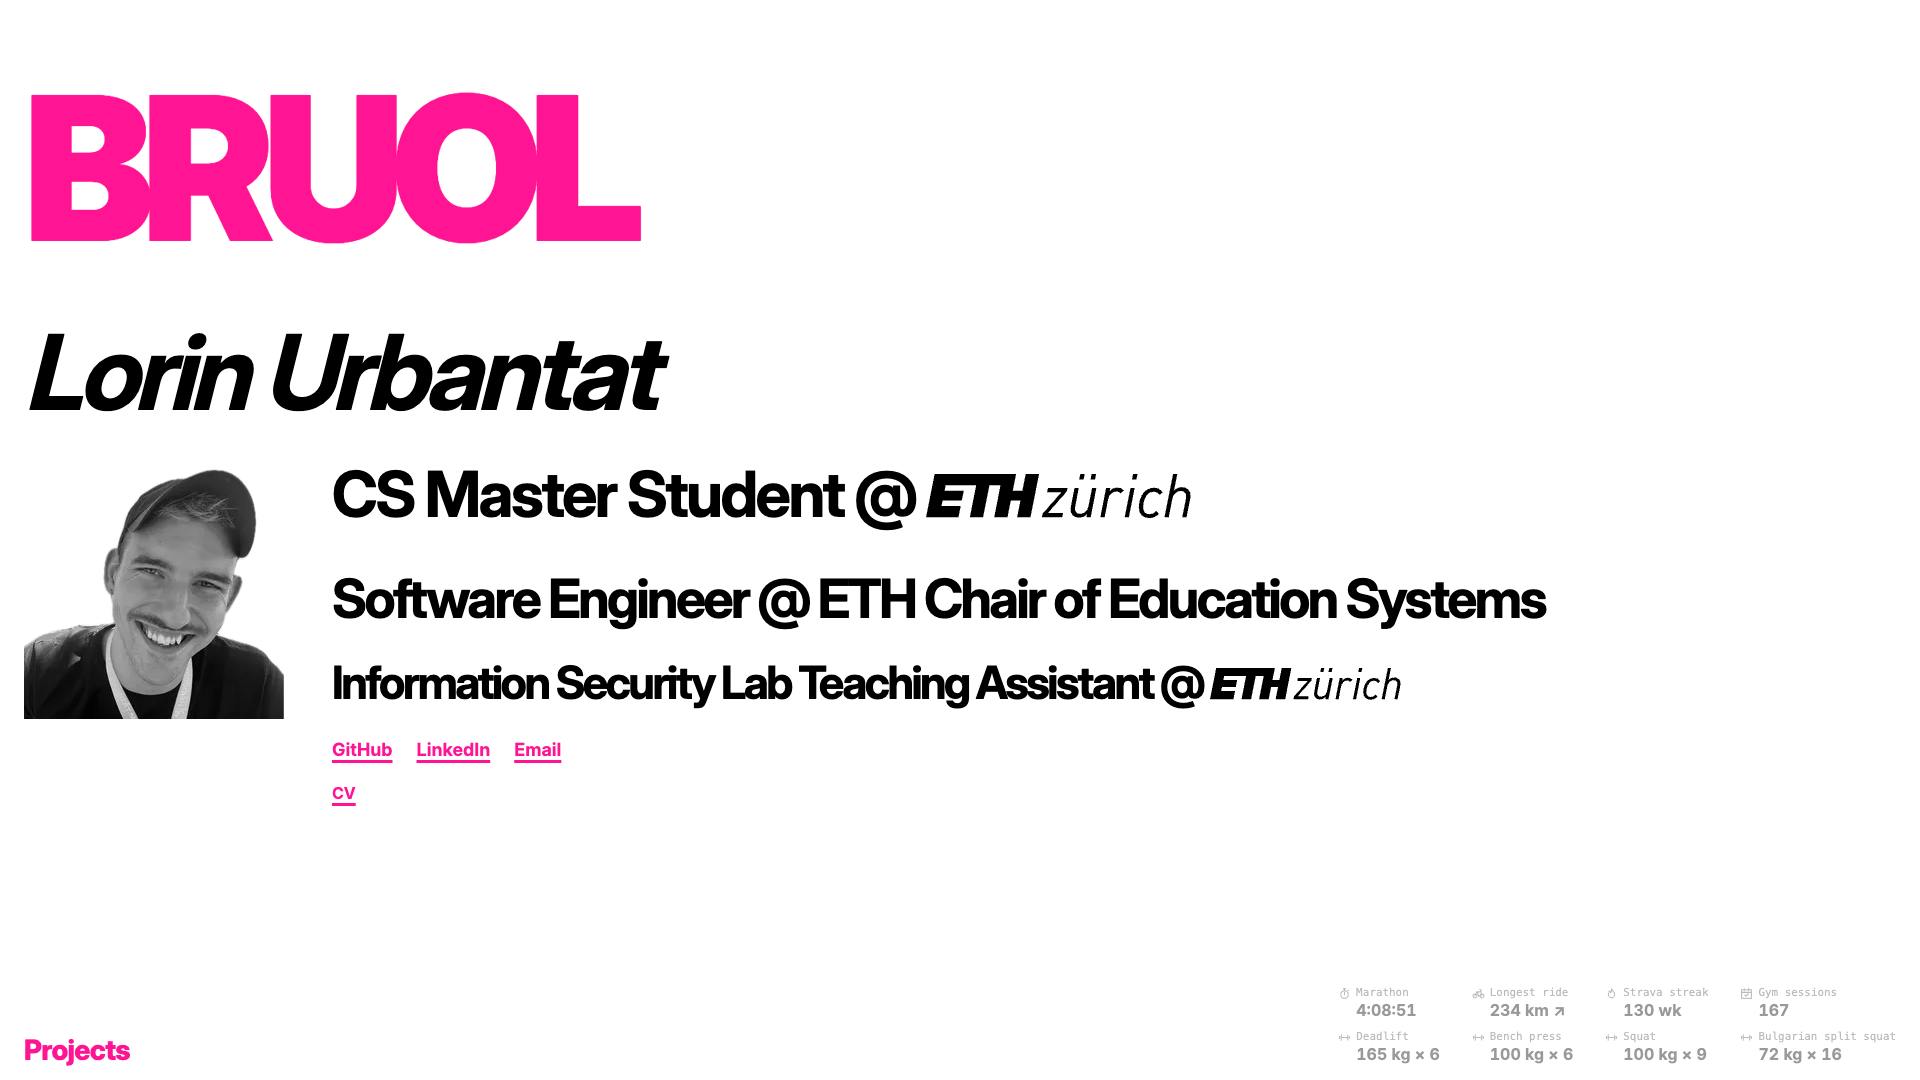 BRUOL
Lorin Urbantat
CS Master Student @ ETH zürich
Software Engineer @ ETH Chair of Education Systems
Information Security Lab Teaching Assistant @ ETH zürich
GitHub LinkedIn Email
CV
Projects
Marathon Longest ride Strava streak Gym sessions
4:08:51 234 km ↗ 130 wk 167
Deadlift Bench press Squat Bulgarian split squat
165 kg × 6 100 kg × 6 100 kg × 9 72 kg × 16